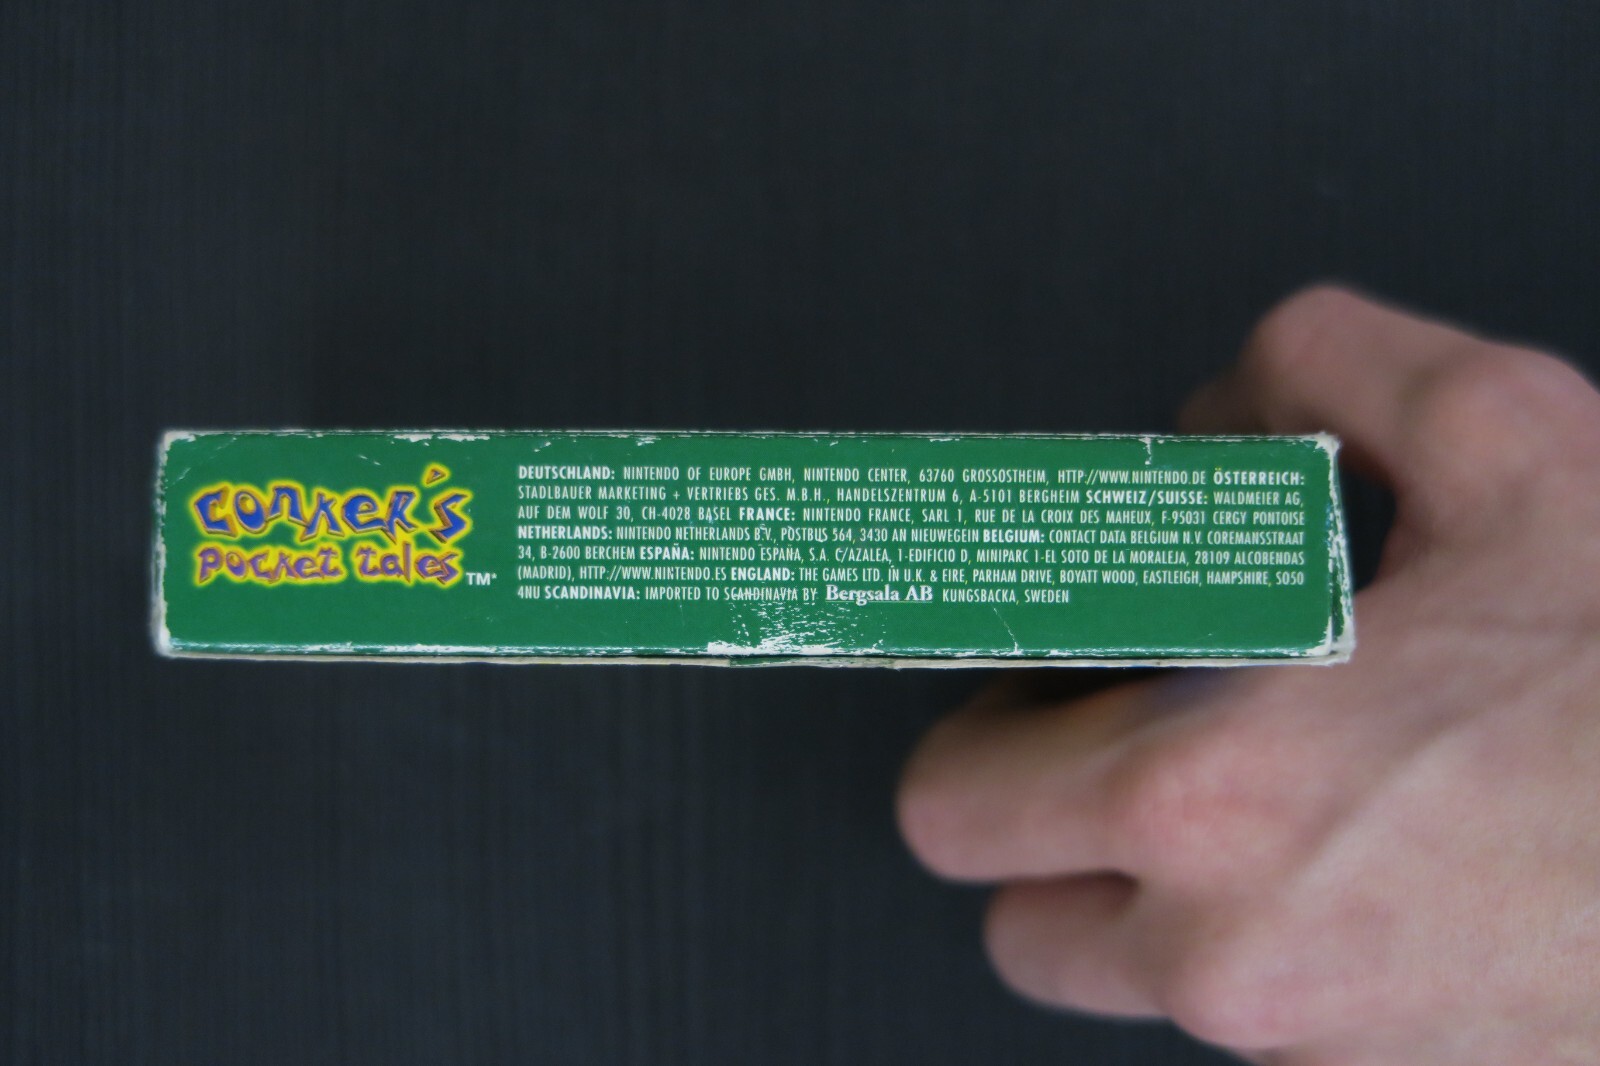 Conker's
Pocket Tales™*
DEUTSCHLAND: NINTENDO OF EUROPE GMBH, NINTENDO CENTER, 63760 GROSSOSTHEIM, HTTP://WWW.NINTENDO.DE ÖSTERREICH:
STADLBAUER MARKETING + VERTRIEBS GES. M.B.H., HANDELSZENTRUM 6, A-5101 BERGHEIM SCHWEIZ/SUISSE: WALDMEIER AG,
AUF DEM WOLF 30, CH-4028 BASEL FRANCE: NINTENDO FRANCE, SARL 1, RUE DE LA CROIX DES MAHEUX, F-95031 CERGY PONTOISE
NETHERLANDS: NINTENDO NETHERLANDS B.V., POSTBUS 564, 3430 AN NIEUWEGEIN BELGIUM: CONTACT DATA BELGIUM N.V. COREMANSSTRAAT
34, B-2600 BERCHEM ESPAÑA: NINTENDO ESPAÑA, S.A. C/AZALEA, 1-EDIFICIO D, MINIPARC 1-EL SOTO DE LA MORALEJA, 28109 ALCOBENDAS
(MADRID), HTTP://WWW.NINTENDO.ES ENGLAND: THE GAMES LTD. IN U.K. & EIRE, PARHAM DRIVE, BOYATT WOOD, EASTLEIGH, HAMPSHIRE, SO50
4NU SCANDINAVIA: IMPORTED TO SCANDINAVIA BY Bergsala AB KUNGSBACKA, SWEDEN